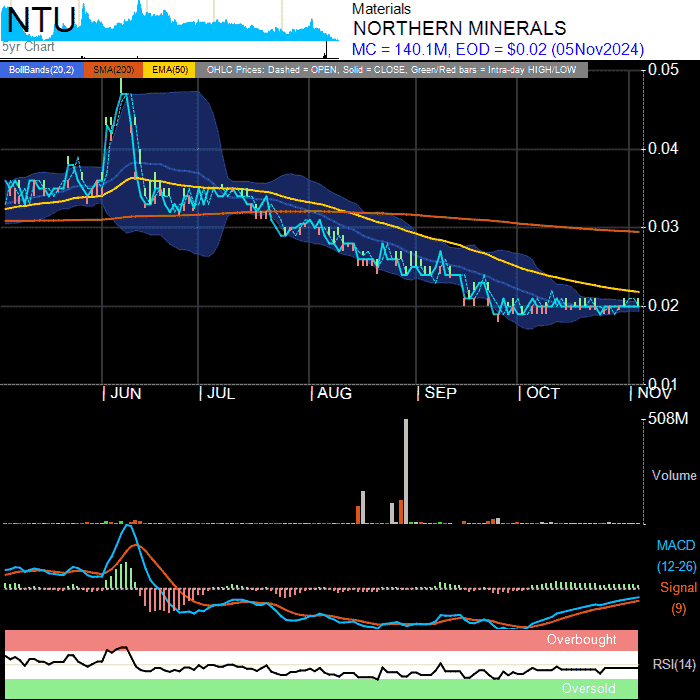 NTU
5yr Chart
Materials
NORTHERN MINERALS
MC = 140.1M, EOD = $0.02 (05Nov2024)
BollBands(20,2) SMA(200) EMA(50) OHLC Prices: Dashed = OPEN, Solid = CLOSE, Green/Red bars = Intra-day HIGH/LOW
0.05
0.04
0.03
0.02
0.01
JUN JUL AUG SEP OCT NOV
508M
Volume
MACD
(12-26)
Signal
(9)
Overbought
RSI(14)
Oversold